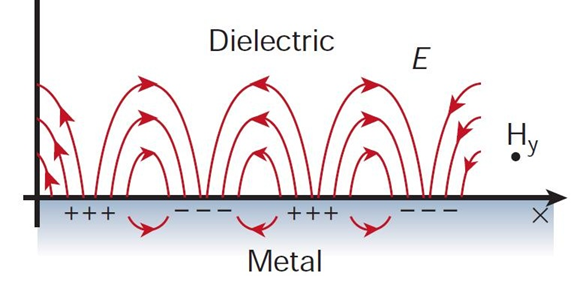 Dielectric
E
Hy
+++ −−− +++ −−− x
Metal